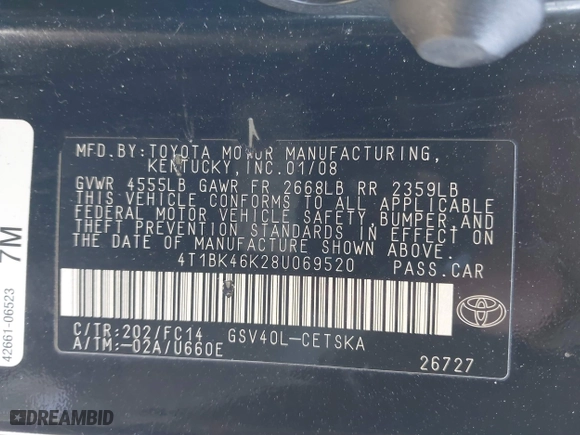 MFD.BY:TOYOTA MOTOR MANUFACTURING,
KENTUCKY,INC.01/08
GVWR 4555LB GAWR FR 2668LB RR 2359LB
THIS VEHICLE CONFORMS TO ALL APPLICABLE
FEDERAL MOTOR VEHICLE SAFETY,BUMPER,AND
THEFT PREVENTION STANDARDS IN EFFECT ON
THE DATE OF MANUFACTURE SHOWN ABOVE.
4T1BK46K28U069520 PASS.CAR
C/TR:202/FC14 GSV40L-CETSKA
A/TM:-02A/U660E
26727
42661-06523 7M
DREAMBID